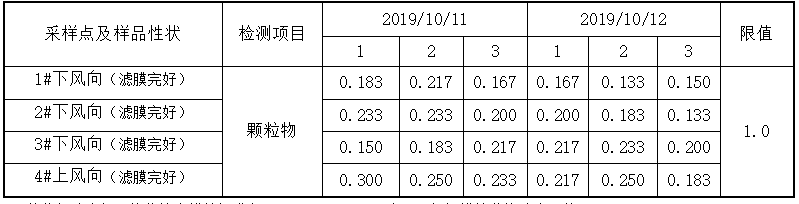 采样点及样品性状 检测项目 2019/10/11 2019/10/12 限值
1 2 3 1 2 3
1#下风向（滤膜完好） 颗粒物 0.183 0.217 0.167 0.167 0.133 0.150 1.0
2#下风向（滤膜完好） 0.233 0.233 0.200 0.200 0.183 0.133
3#下风向（滤膜完好） 0.150 0.183 0.217 0.217 0.233 0.200
4#上风向（滤膜完好） 0.300 0.250 0.233 0.217 0.250 0.183